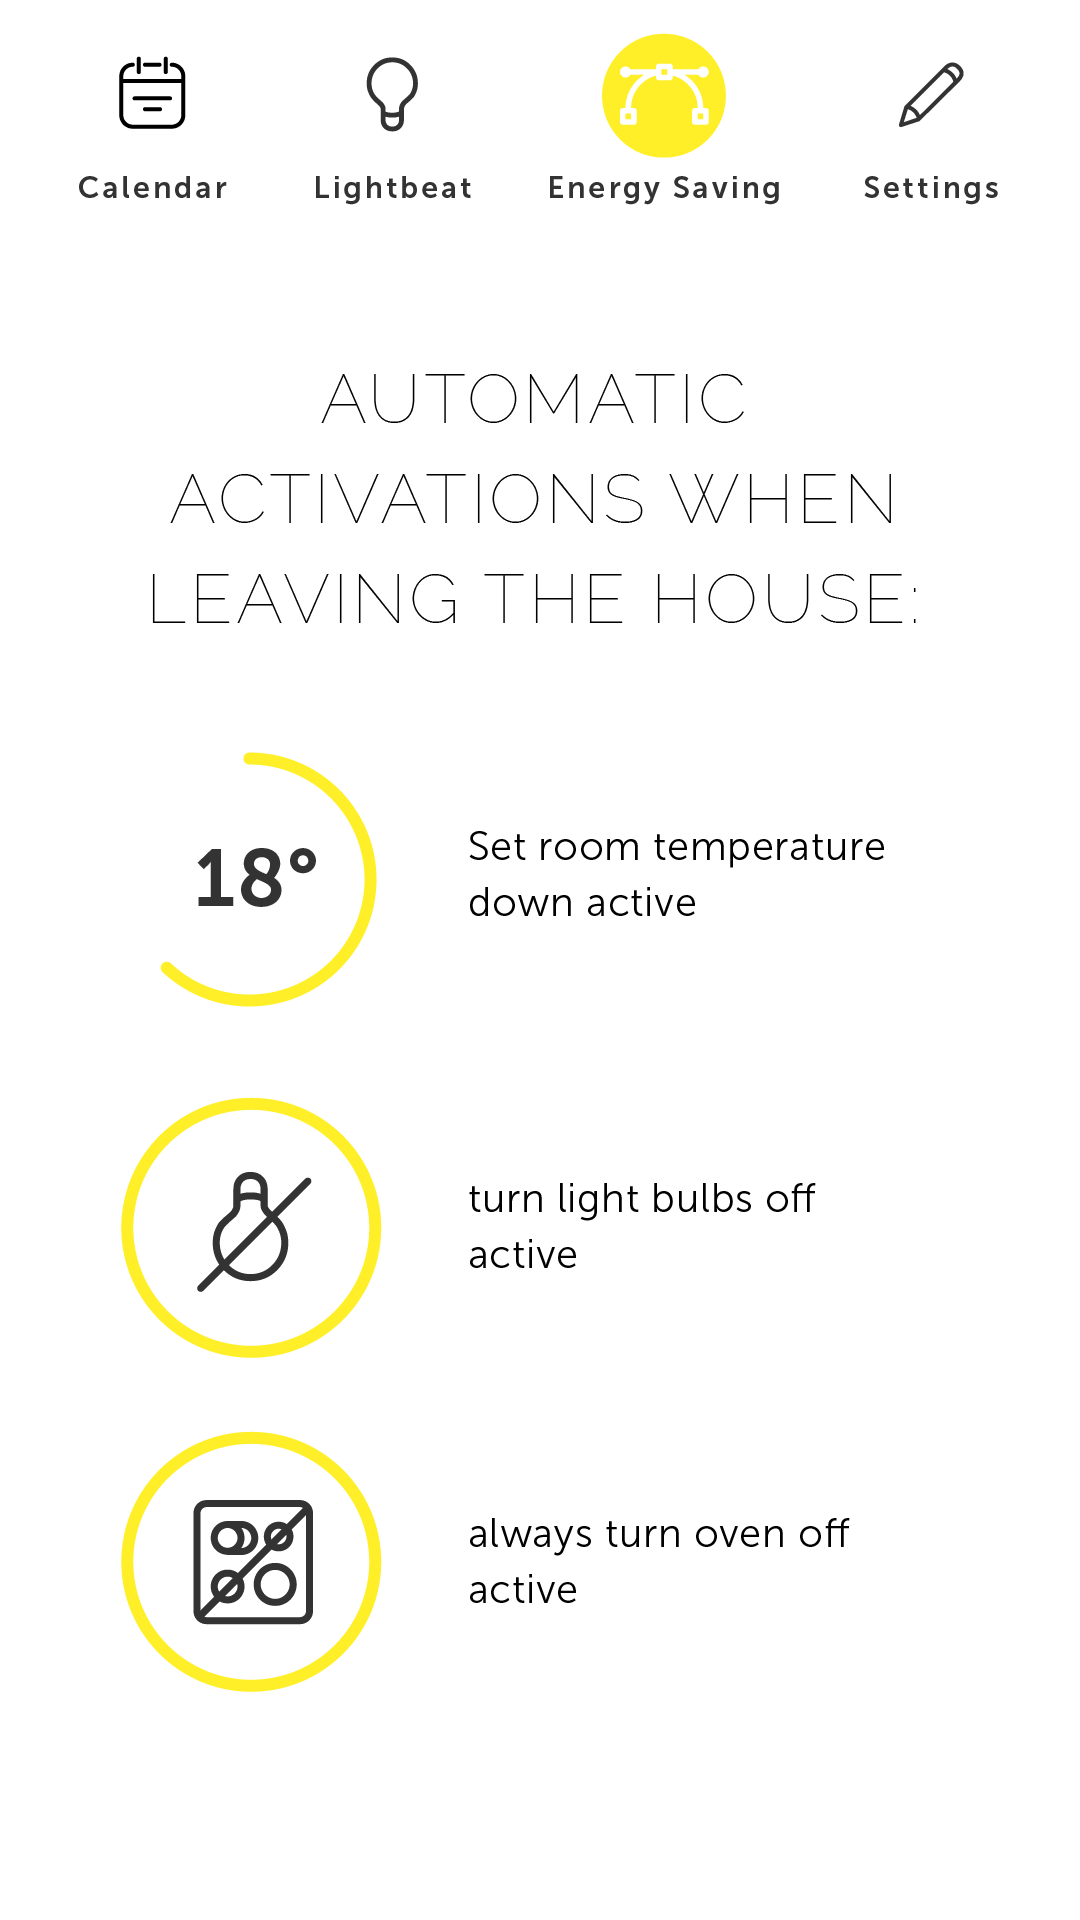 Calendar Lightbeat Energy Saving Settings
AUTOMATIC
ACTIVATIONS WHEN
LEAVING THE HOUSE:
18°
Set room temperature
down active
turn light bulbs off
active
always turn oven off
active